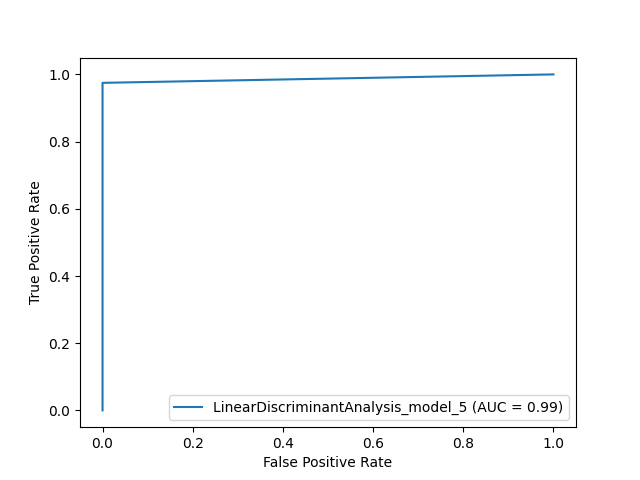 1.0
0.8
0.6
0.4
0.2
0.0
True Positive Rate
LinearDiscriminantAnalysis_model_5 (AUC = 0.99)
0.0 0.2 0.4 0.6 0.8 1.0
False Positive Rate